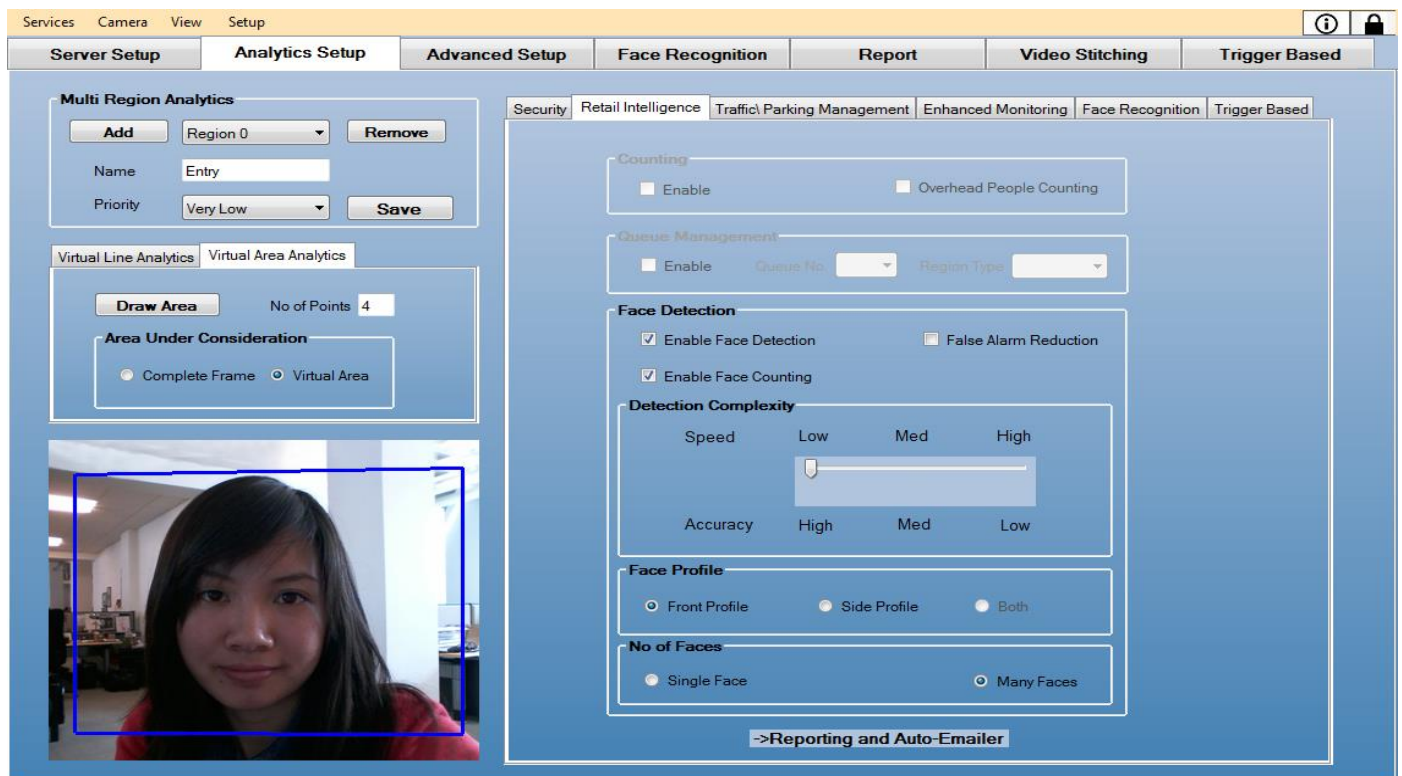 Services Camera View Setup
Server Setup Analytics Setup Advanced Setup Face Recognition Report Video Stitching Trigger Based
Multi Region Analytics
Add Region 0 Remove
Name Entry
Priority Very Low Save
Virtual Line Analytics Virtual Area Analytics
Draw Area No of Points 4
Area Under Consideration
Complete Frame Virtual Area
Security Retail Intelligence Traffic\ Parking Management Enhanced Monitoring Face Recognition Trigger Based
Counting
Enable Overhead People Counting
Queue Management
Enable Queue No. Region Type
Face Detection
Enable Face Detection False Alarm Reduction
Enable Face Counting
Detection Complexity
Speed Low Med High
Accuracy High Med Low
Face Profile
Front Profile Side Profile Both
No of Faces
Single Face Many Faces
->Reporting and Auto-Emailer